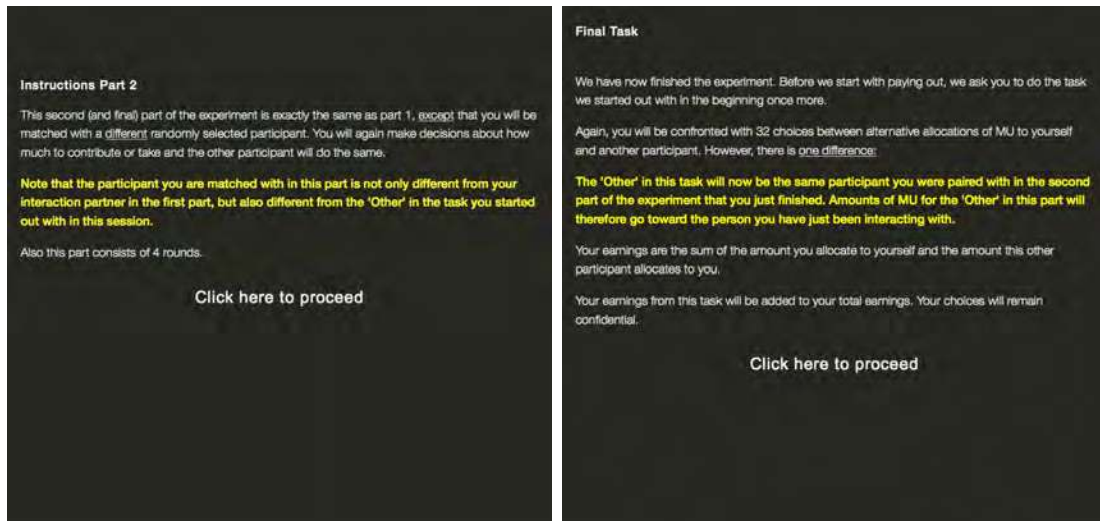 Instructions Part 2
This second (and final) part of the experiment is exactly the same as part 1, except that you will be
matched with a different randomly selected participant. You will again make decisions about how
much to contribute or take and the other participant will do the same.
Note that the participant you are matched with in this part is not only different from your
interaction partner in the first part, but also different from the 'Other' in the task you started
out with in this session.
Also this part consists of 4 rounds.
Click here to proceed
Final Task
We have now finished the experiment. Before we start with paying out, we ask you to do the task
we started out with in the beginning once more.
Again, you will be confronted with 32 choices between alternative allocations of MU to yourself
and another participant. However, there is one difference:
The 'Other' in this task will now be the same participant you were paired with in the second
part of the experiment that you just finished. Amounts of MU for the 'Other' in this part will
therefore go toward the person you have just been interacting with.
Your earnings are the sum of the amount you allocate to yourself and the amount this other
participant allocates to you.
Your earnings from this task will be added to your total earnings. Your choices will remain
confidential.
Click here to proceed